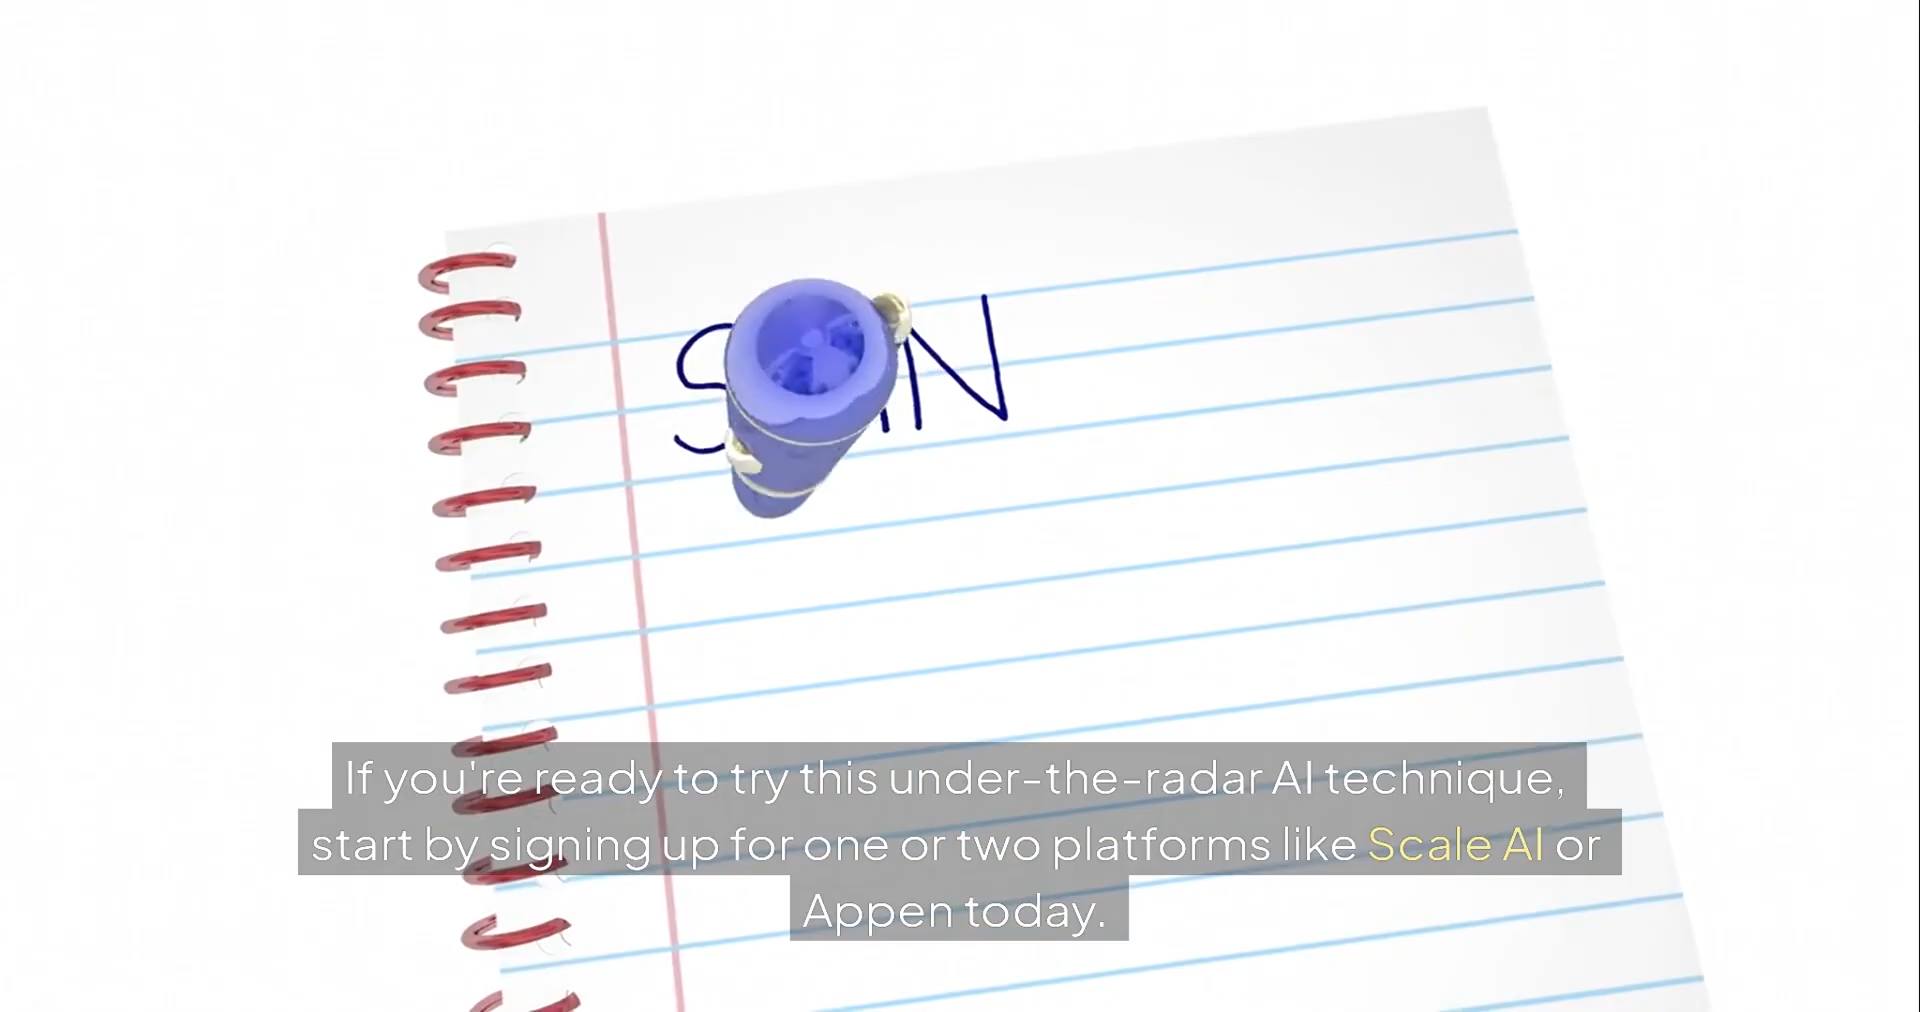 If you're ready to try this under-the-radar AI technique,
start by signing up for one or two platforms like Scale AI or
Appen today.